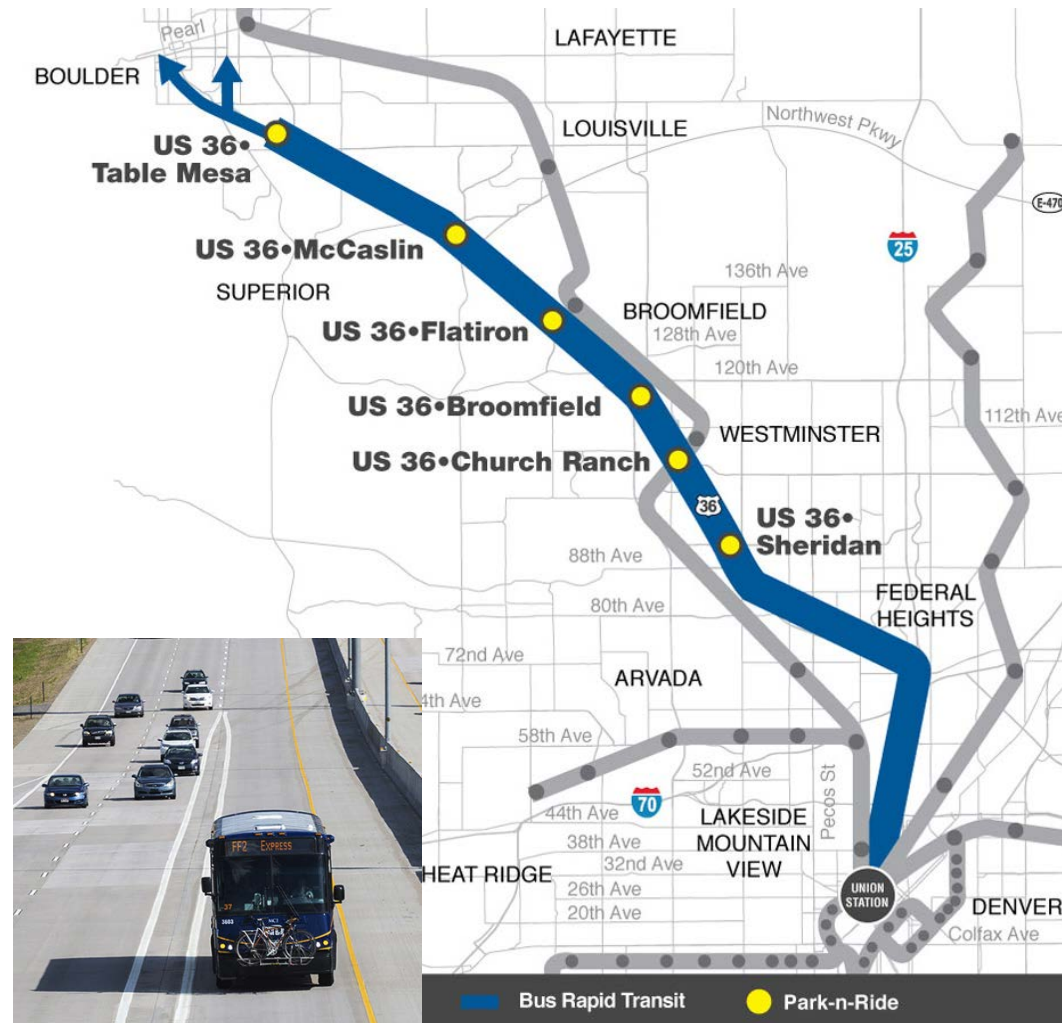 Pearl
LAFAYETTE
BOULDER
Northwest Pkwy
LOUISVILLE
US 36•
Table Mesa
E-470
US 36•McCaslin
25
136th Ave
SUPERIOR
BROOMFIELD
US 36•Flatiron
128th Ave
120th Ave
US 36•Broomfield
112th Ave
WESTMINSTER
US 36•Church Ranch
36
US 36•
Sheridan
88th Ave
FEDERAL
HEIGHTS
80th Ave
72nd Ave
ARVADA
4th Ave
58th Ave
52nd Ave
70
44th Ave
LAKESIDE
MOUNTAIN
VIEW
Pecos St
38th Ave
32nd Ave
HEAT RIDGE
26th Ave
20th Ave
UNION
STATION
DENVER
Colfax Ave
FF2 EXPRESS
37
MCI
Bus Rapid Transit
Park-n-Ride